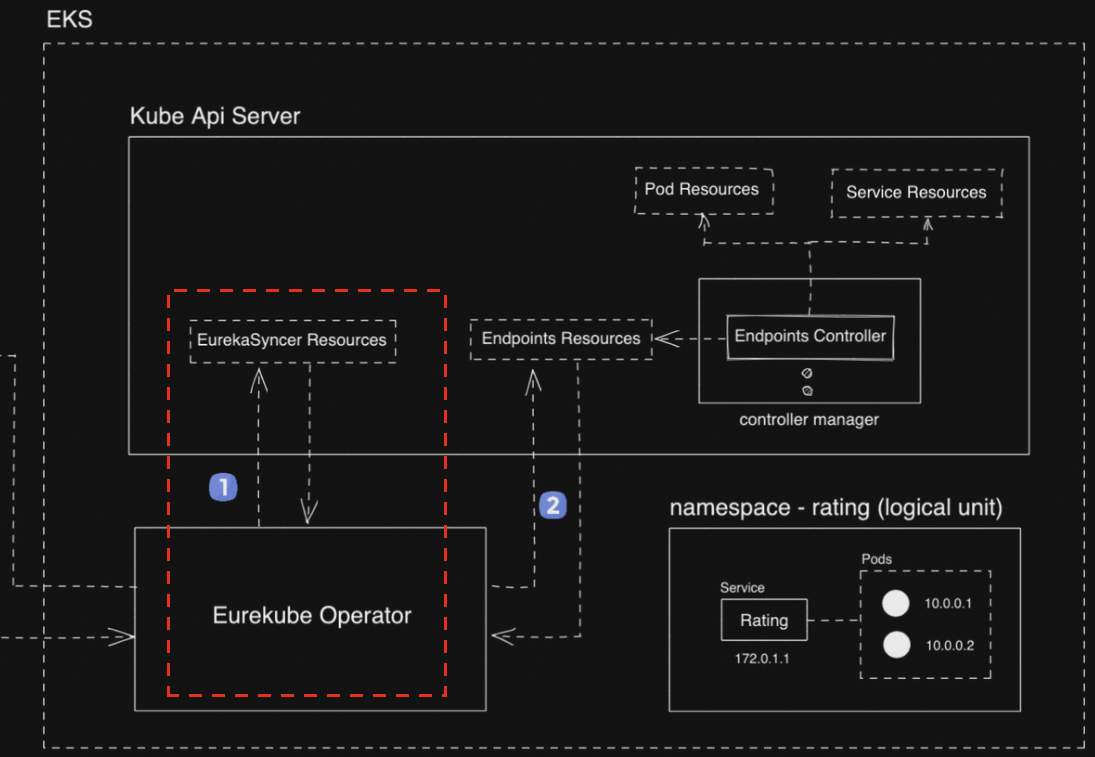 EKS
Kube Api Server
Pod Resources
Service Resources
EurekaSyncer Resources
Endpoints Resources
Endpoints Controller
controller manager
1
2
namespace - rating (logical unit)
Eurekube Operator
Pods
Service
Rating
172.0.1.1
10.0.0.1
10.0.0.2